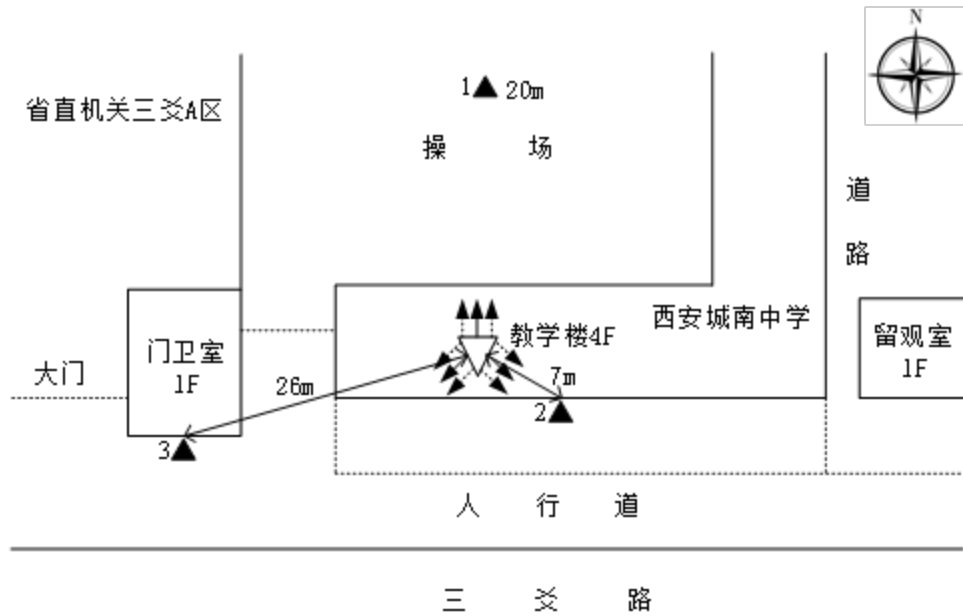 N
1▲ 20m
省直机关三爻A区
操 场
道
路
西安城南中学
教学楼4F
门卫室
1F
留观室
1F
大门
26m
7m
2▲
3▲
人 行 道
三 爻 路